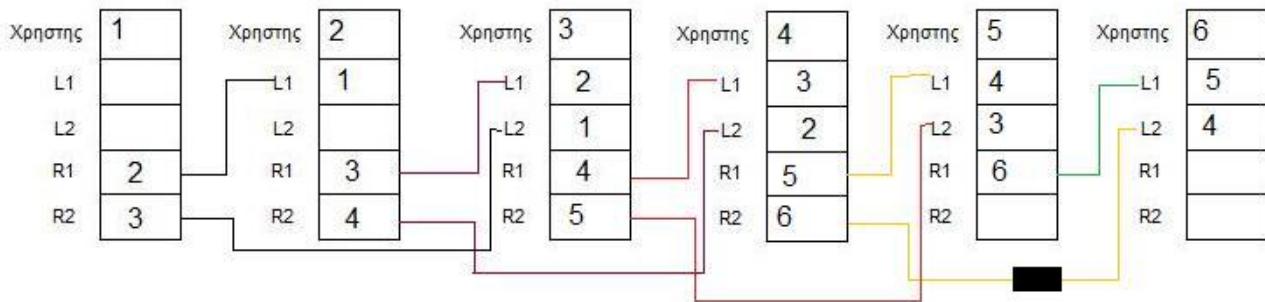 Χρηστης 1 Χρηστης 2 Χρηστης 3 Χρηστης 4 Χρηστης 5 Χρηστης 6
L1 L1 1 L1 2 L1 3 L1 4 L1 5
L2 L2 L2 1 L2 2 L2 3 L2 4
R1 2 R1 3 R1 4 R1 5 R1 6 R1
R2 3 R2 4 R2 5 R2 6 R2 R2